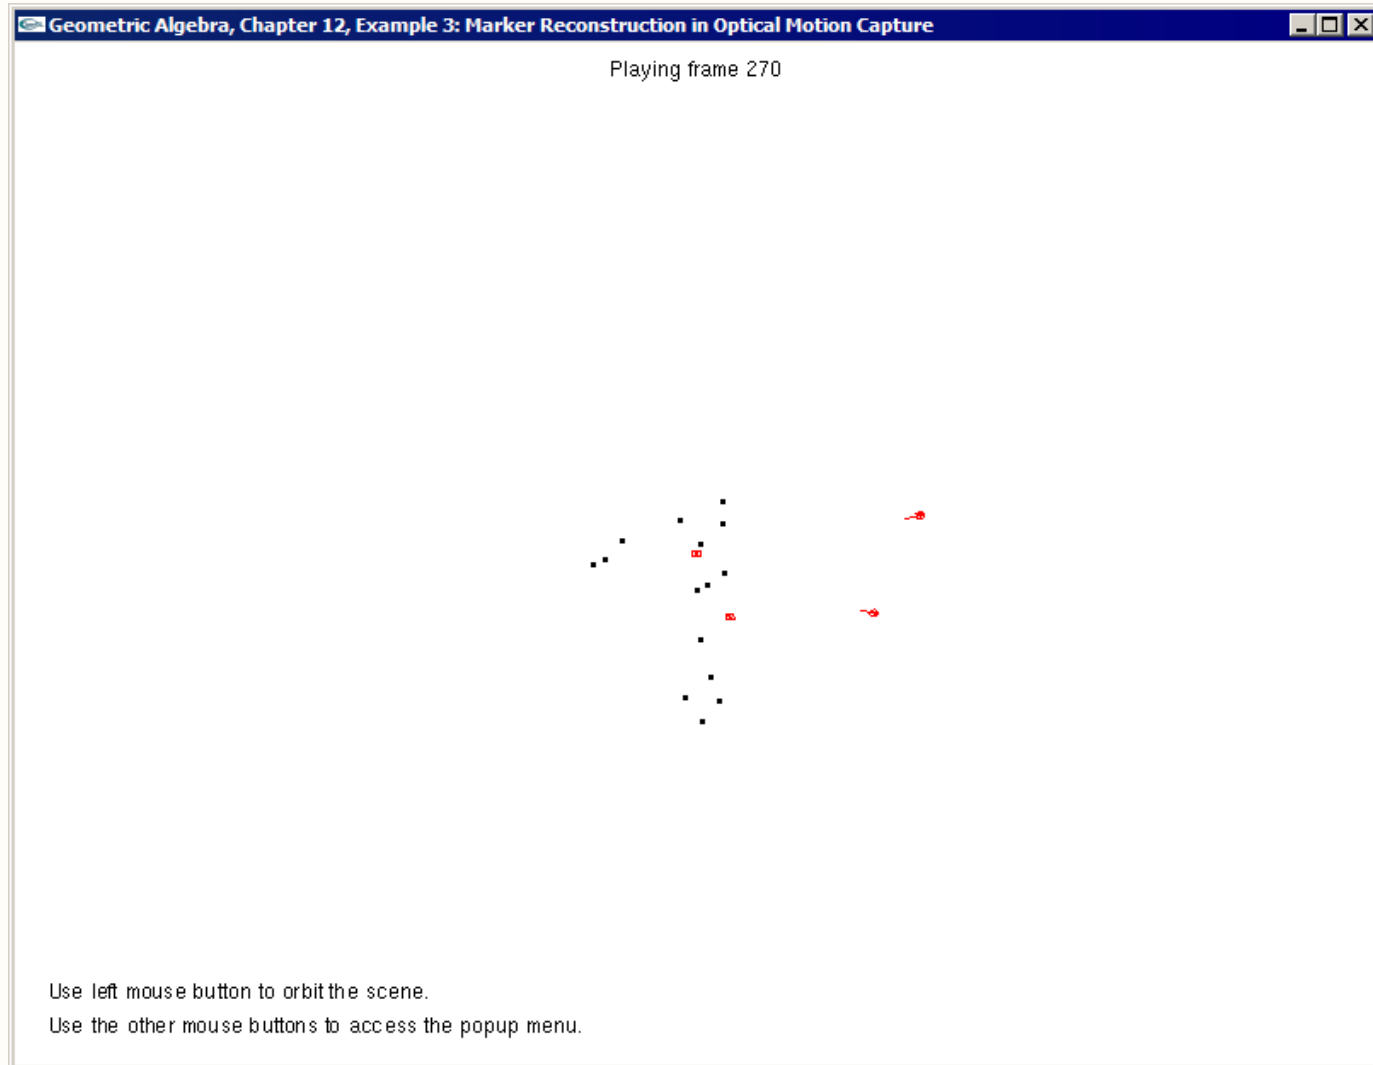 Geometric Algebra, Chapter 12, Example 3: Marker Reconstruction in Optical Motion Capture
Playing frame 270
Use left mouse button to orbit the scene.
Use the other mouse buttons to access the popup menu.